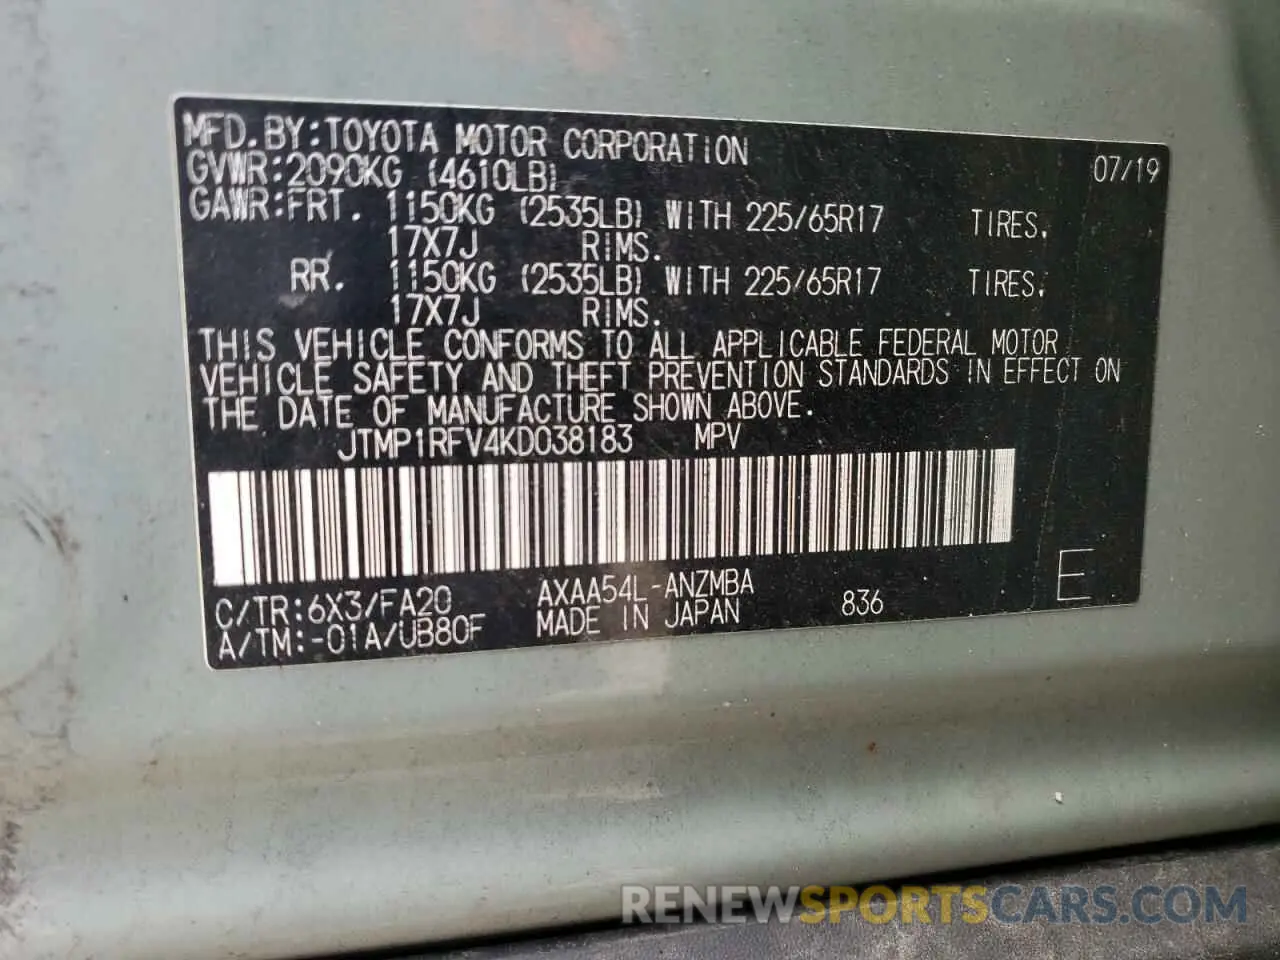 MFD.BY:TOYOTA MOTOR CORPORATION 07/19
GVWR:2090KG (4610LB)
GAWR:FRT. 1150KG (2535LB) WITH 225/65R17 TIRES,
17X7J RIMS.
RR. 1150KG (2535LB) WITH 225/65R17 TIRES,
17X7J RIMS.
THIS VEHICLE CONFORMS TO ALL APPLICABLE FEDERAL MOTOR
VEHICLE SAFETY AND THEFT PREVENTION STANDARDS IN EFFECT ON
THE DATE OF MANUFACTURE SHOWN ABOVE.
JTMP1RFV4KD038183 MPV
C/TR:6X3/FA20 AXAA54L-ANZMBA 836 E
A/TM:-01A/UB80F MADE IN JAPAN
RENEWSPORTSCARS.COM